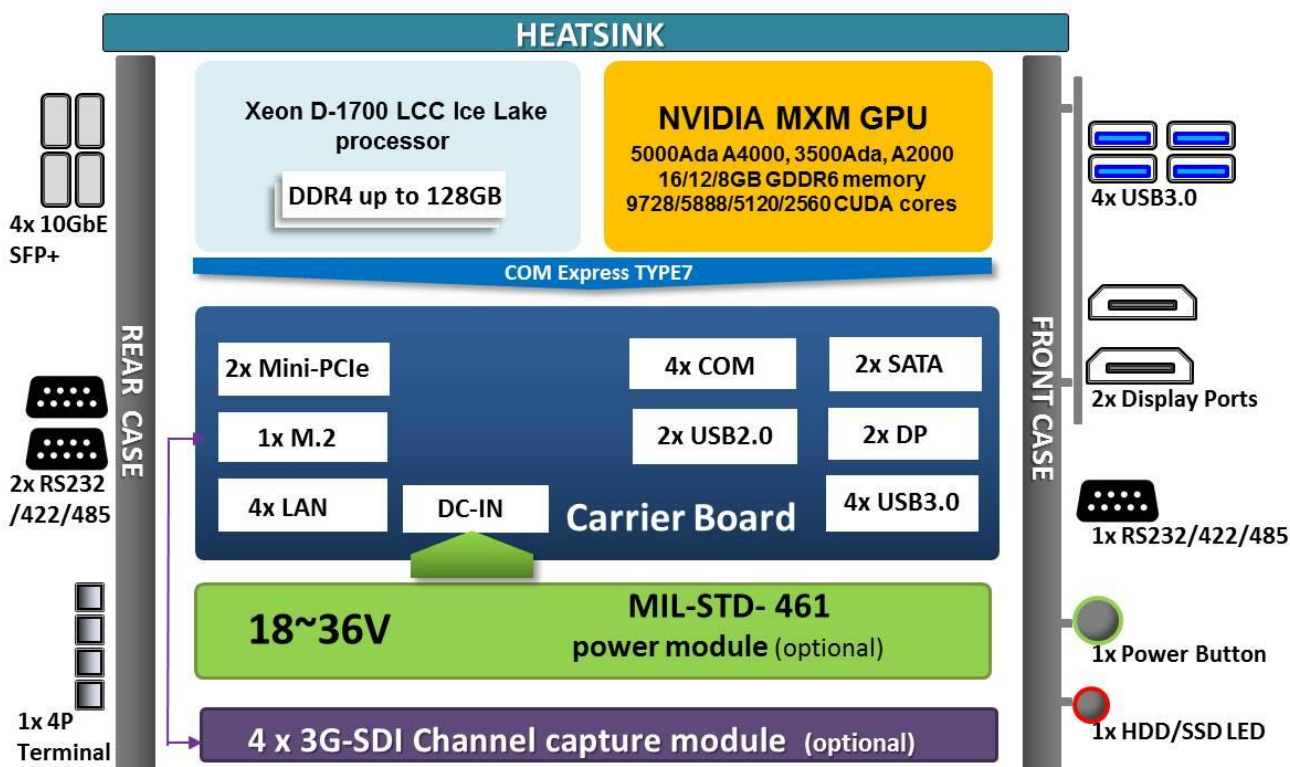 HEATSINK
Xeon D-1700 LCC Ice Lake
processor
DDR4 up to 128GB
NVIDIA MXM GPU
5000Ada A4000, 3500Ada, A2000
16/12/8GB GDDR6 memory
9728/5888/5120/2560 CUDA cores
COM Express TYPE7
4x 10GbE
SFP+
2x RS232
/422/485
1x 4P
Terminal
REAR CASE
2x Mini-PCIe
1x M.2
4x LAN
DC-IN
4x COM
2x USB2.0
2x SATA
2x DP
4x USB3.0
Carrier Board
18~36V
MIL-STD- 461
power module (optional)
4 x 3G-SDI Channel capture module (optional)
FRONT CASE
4x USB3.0
2x Display Ports
1x RS232/422/485
1x Power Button
1x HDD/SSD LED